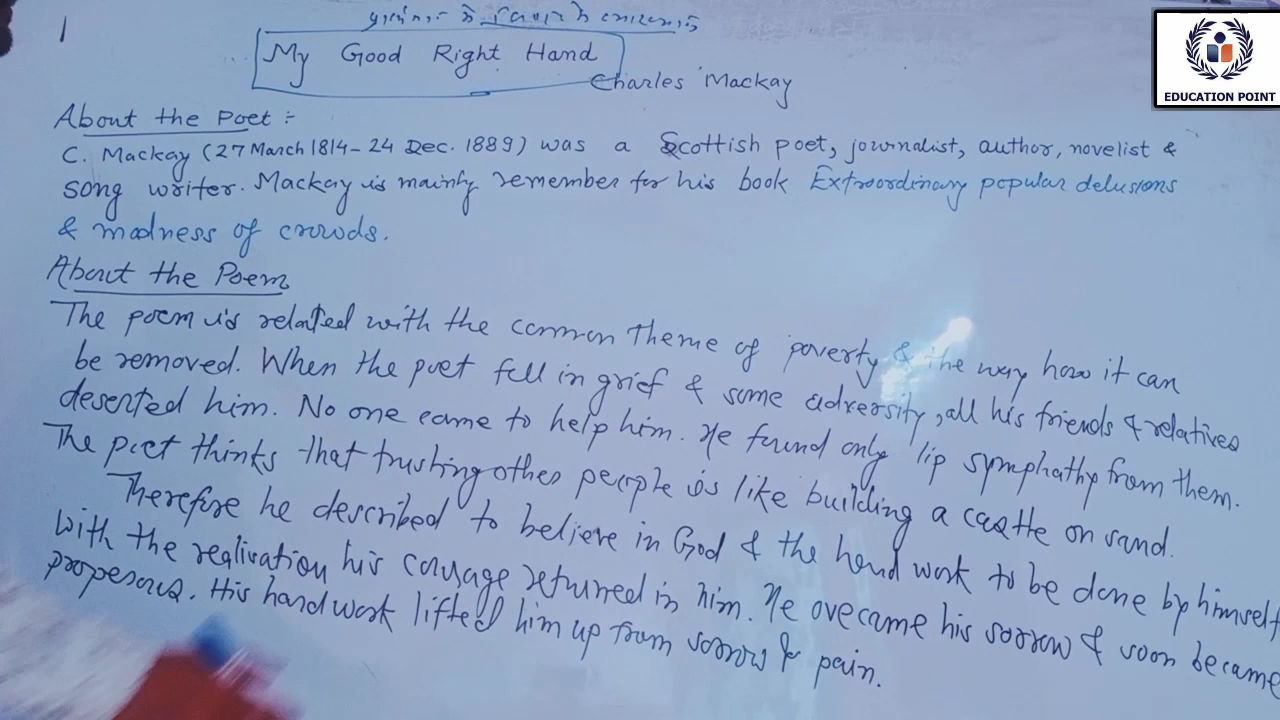 1
My Good Right Hand
Charles Mackay
EDUCATION POINT
About the Poet :-
C. Mackay (27 March 1814 - 24 Dec. 1889) was a Scottish poet, journalist, author, novelist &
song writer. Mackay is mainly remember for his book Extraordinary popular delusions
& madness of crowds.
About the Poem
The poem is related with the common theme of poverty & the way how it can
be removed. When the poet fell in grief & some adversity, all his friends & relatives
deserted him. No one came to help him. He found only lip symphathy from them.
The poet thinks that trusting other people is like building a castle on sand.
Therefore he described to believe in God & the hand work to be done by himself
With the realisation his courage returned in him. He ovecame his sorrow & soon became
properous. His hand work lifted him up from sorrow & pain.